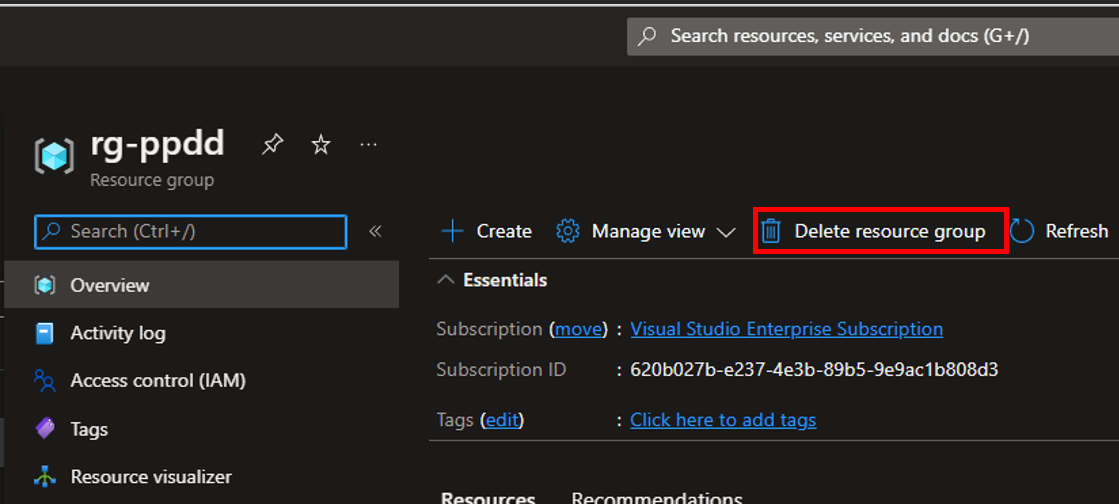 Search resources, services, and docs (G+/)
rg-ppdd
Resource group
Search (Ctrl+/)
Create Manage view Delete resource group Refresh
Overview
Activity log
Access control (IAM)
Tags
Resource visualizer
Essentials
Subscription (move) : Visual Studio Enterprise Subscription
Subscription ID : 620b027b-e237-4e3b-89b5-9e9ac1b808d3
Tags (edit) : Click here to add tags
Resources Recommendations